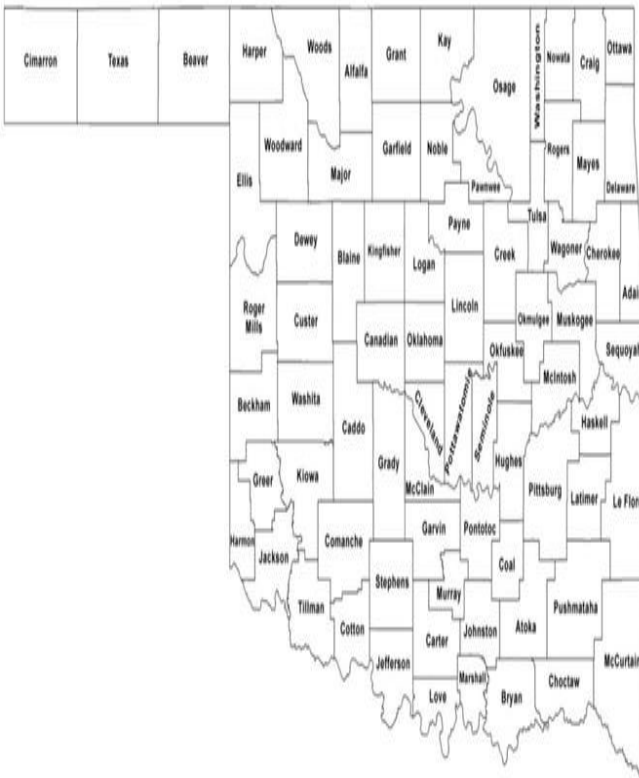 Cimarron
Texas
Beaver
Harper
Woods
Alfalfa
Grant
Kay
Osage
Washington
Nowata
Craig
Ottawa
Ellis
Woodward
Major
Garfield
Noble
Pawnwee
Rogers
Mayes
Delaware
Dewey
Blaine
Kingfisher
Logan
Payne
Creek
Tulsa
Wagoner
Cherokee
Adair
Roger
Mills
Custer
Canadian
Oklahoma
Lincoln
Okfuskee
Okmulgee
Muskogee
Sequoyah
Beckham
Washita
Caddo
Grady
Cleveland
Pottawatomie
Seminole
McIntosh
Haskell
Greer
Kiowa
McClain
Hughes
Pittsburg
Latimer
Le Flor
Harmon
Jackson
Comanche
Garvin
Pontotoc
Coal
Tillman
Stephens
Murray
Johnston
Atoka
Pushmataha
Cotton
Jefferson
Carter
Marshall
Love
Bryan
Choctaw
McCurtain